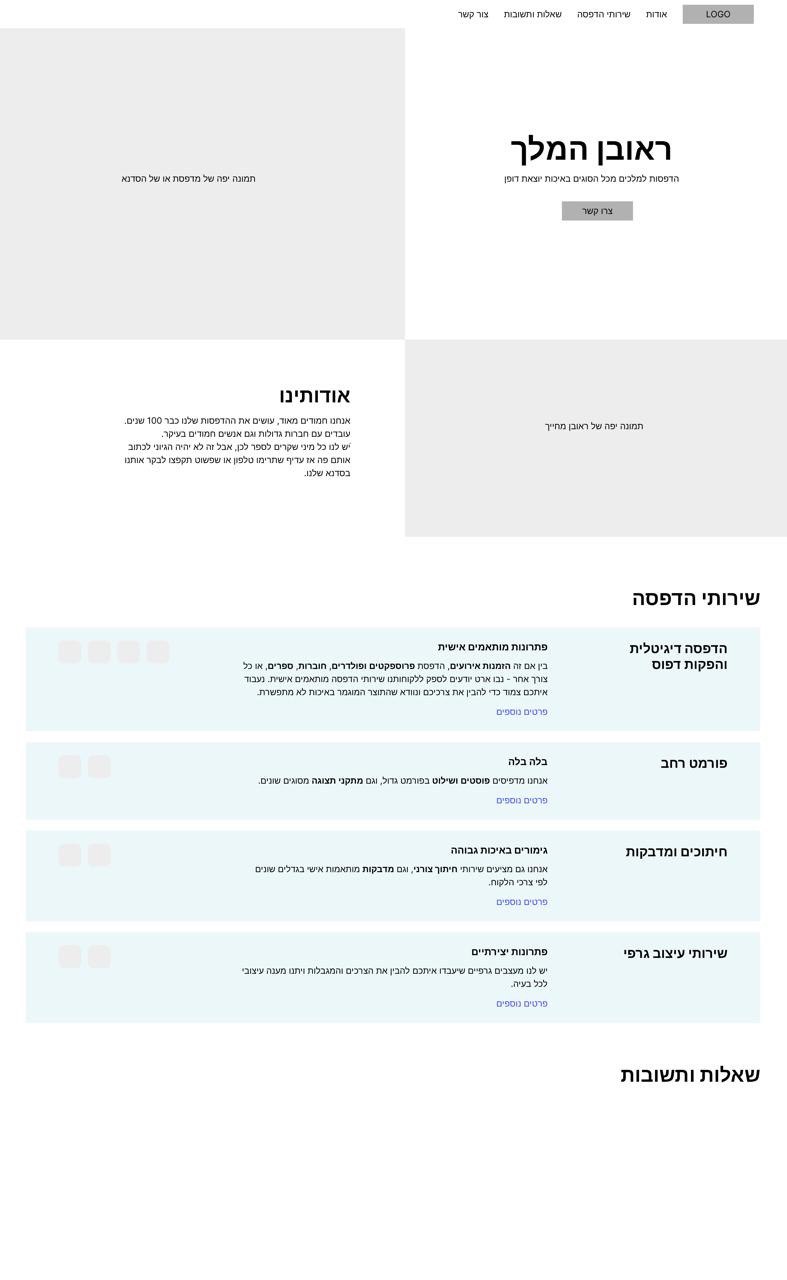 LOGO
אודות
שירותי הדפסה
שאלות ותשובות
צור קשר
ראובן המלך
הדפסות למלכים מכל הסוגים באיכות יוצאת דופן
צרו קשר
תמונה יפה של מדפסת או של הסדנא
תמונה יפה של ראובן מחייך
אודותינו
אנחנו חמודים מאוד, עושים את ההדפסות שלנו כבר 100 שנים.
עובדים עם חברות גדולות וגם אנשים חמודים בעיקר.
יש לנו כל מיני שקרים לספר לכן, אבל זה לא יהיה הגיוני לכתוב
אותם פה אז עדיף שתרימו טלפון או שפשוט תקפצו לבקר אותנו
בסדנא שלנו.
שירותי הדפסה
הדפסה דיגיטלית
והפקות דפוס
פתרונות מותאמים אישית
בין אם זה הזמנות אירועים, הדפסת פרוספקטים ופולדרים, חוברות, ספרים, או כל
צורך אחר - נבו ארט יודעים לספק ללקוחותנו שירותי הדפסה מותאמים אישית. נעבוד
איתכם צמוד כדי להבין את צרכיכם ונוודא שהתוצר המוגמר באיכות לא מתפשרת.
פרטים נוספים
פורמט רחב
בלה בלה
אנחנו מדפיסים פוסטים ושילוט בפורמט גדול, וגם מתקני תצוגה מסוגים שונים.
פרטים נוספים
חיתוכים ומדבקות
גימורים באיכות גבוהה
אנחנו גם מציעים שירותי חיתוך צורני, וגם מדבקות מותאמות אישי בגדלים שונים
לפי צרכי הלקוח.
פרטים נוספים
שירותי עיצוב גרפי
פתרונות יצירתיים
יש לנו מעצבים גרפיים שיעבדו איתכם להבין את הצרכים והמגבלות ויתנו מענה עיצובי
לכל בעיה.
פרטים נוספים
שאלות ותשובות